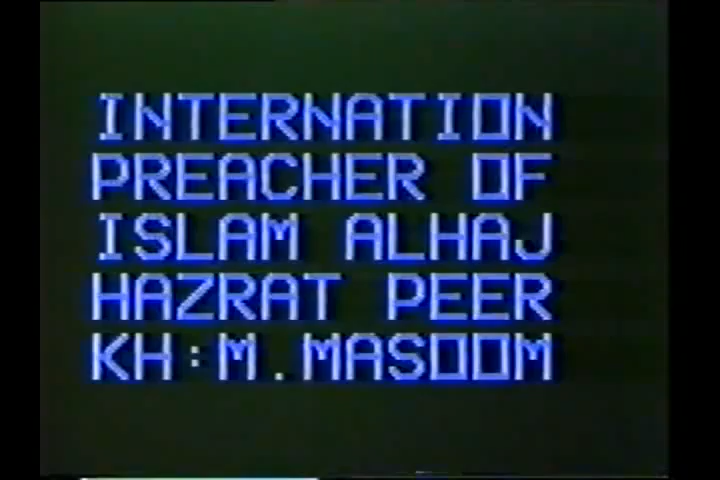 INTERNATION
PREACHER OF
ISLAM ALHAJ
HAZRAT PEER
KH:M.MASOOM